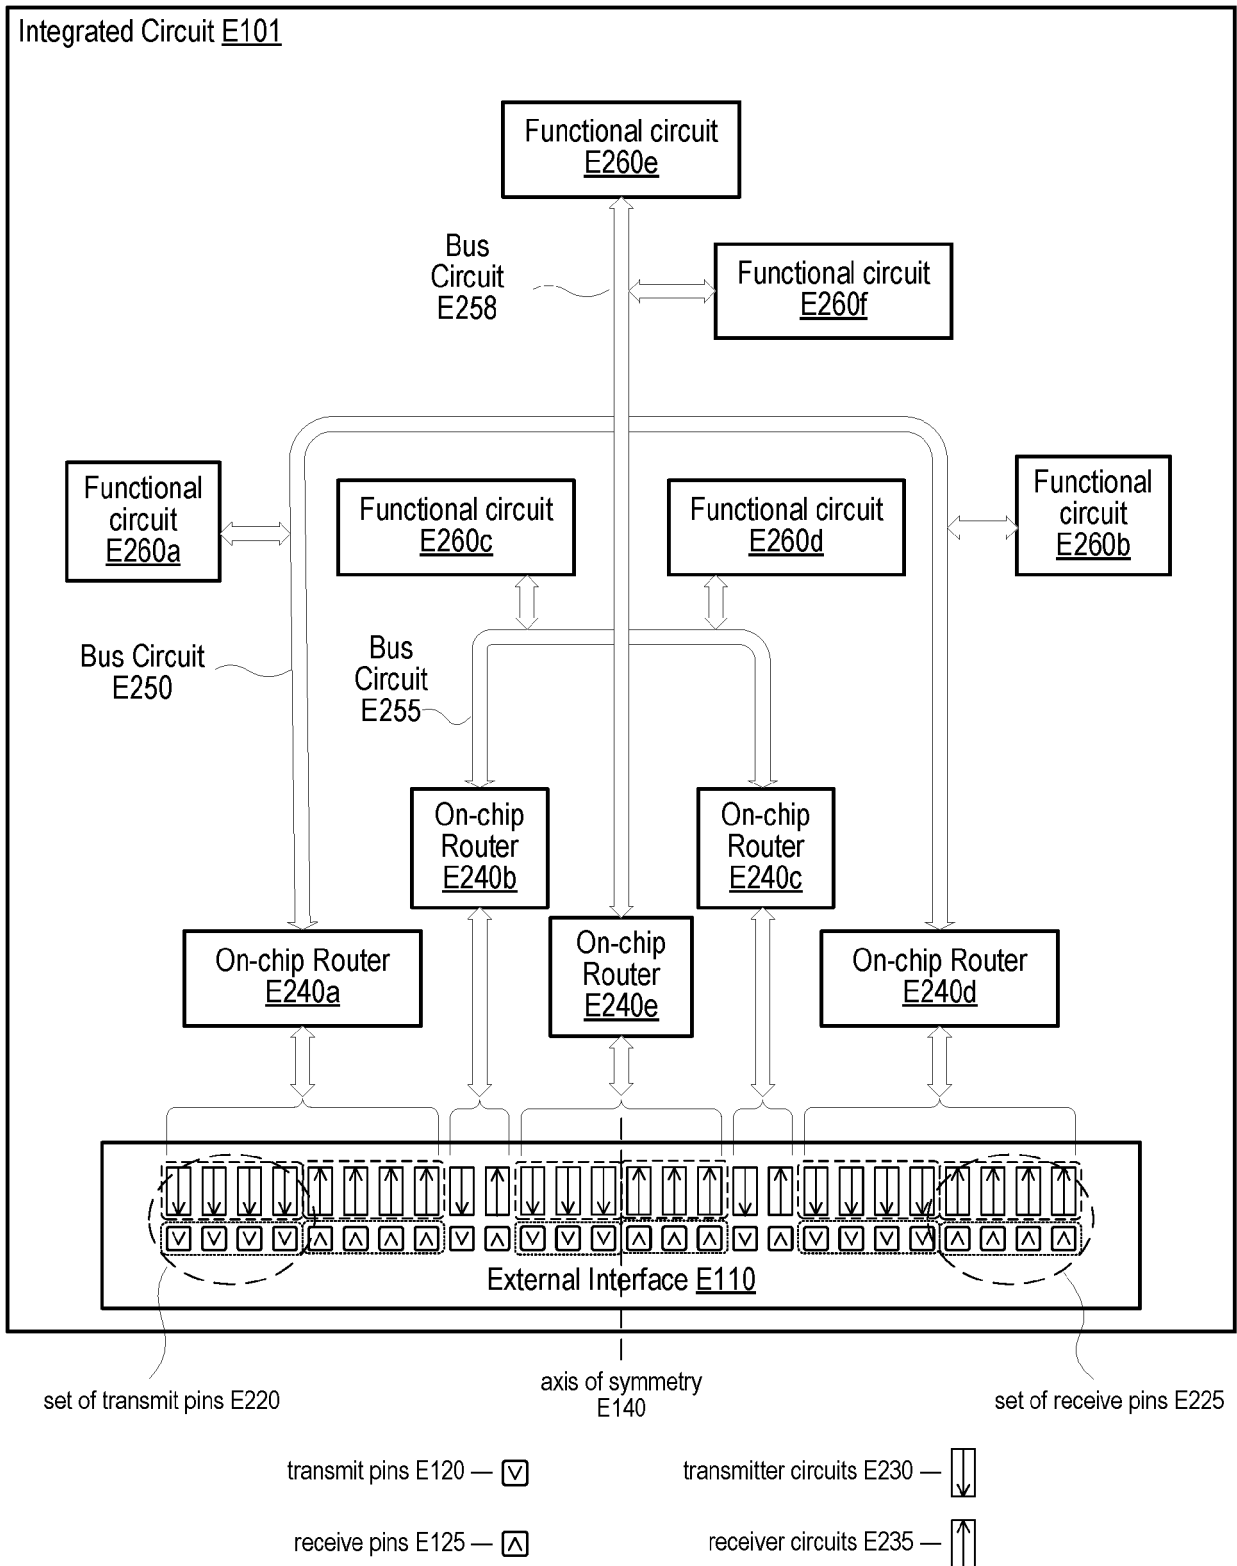 Integrated Circuit E101
Functional circuit
E260e
Bus
Circuit
E258
Functional circuit
E260f
Functional
circuit
E260a
Functional circuit
E260c
Functional circuit
E260d
Functional
circuit
E260b
Bus Circuit
E250
Bus
Circuit
E255
On-chip
Router
E240b
On-chip
Router
E240c
On-chip Router
E240a
On-chip
Router
E240e
On-chip Router
E240d
External Interface E110
set of transmit pins E220
axis of symmetry
E140
set of receive pins E225
transmit pins E120
transmitter circuits E230
receive pins E125
receiver circuits E235